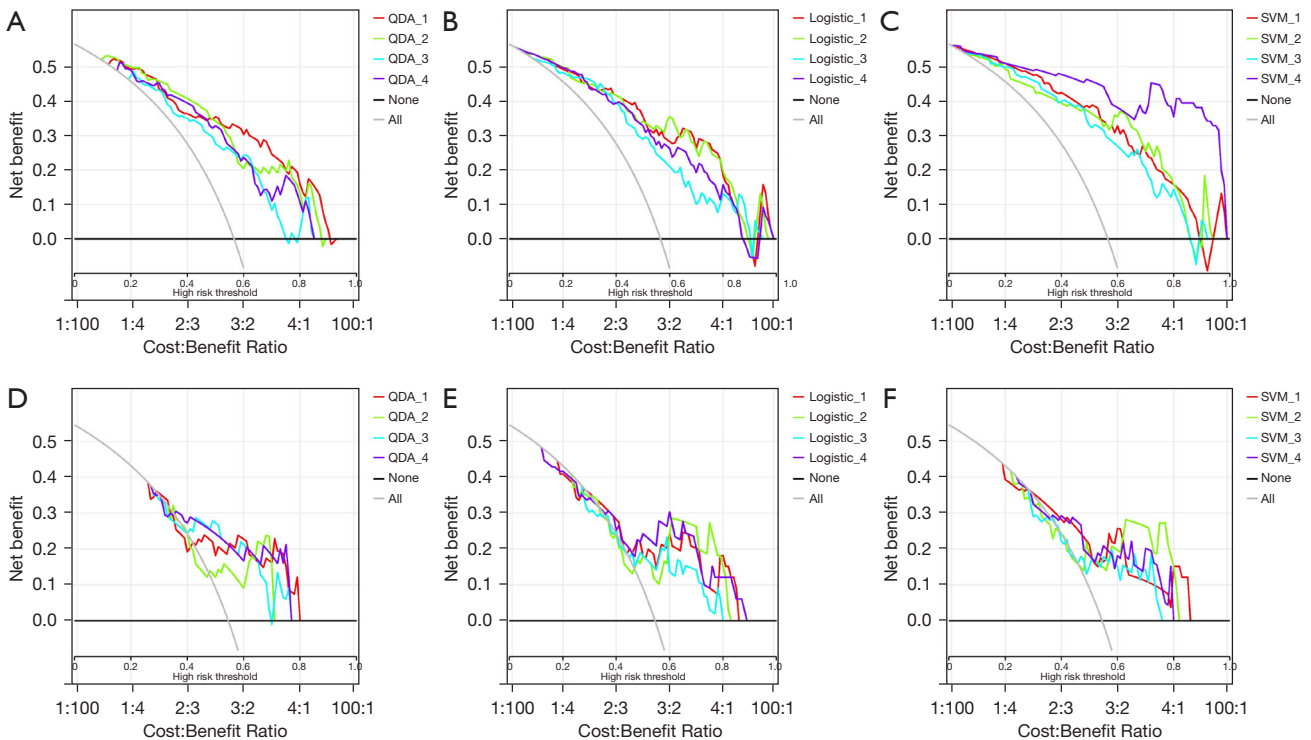 A
QDA_1
QDA_2
QDA_3
QDA_4
None
All
Net benefit
0.5
0.4
0.3
0.2
0.1
0.0
0 0.2 0.4 0.6 0.8 1.0
High risk threshold
1:100 1:4 2:3 3:2 4:1 100:1
Cost:Benefit Ratio
B
Logistic_1
Logistic_2
Logistic_3
Logistic_4
None
All
Net benefit
0.5
0.4
0.3
0.2
0.1
0.0
0 0.2 0.4 0.6 0.8 1.0
High risk threshold
1:100 1:4 2:3 3:2 4:1 100:1
Cost:Benefit Ratio
C
SVM_1
SVM_2
SVM_3
SVM_4
None
All
Net benefit
0.5
0.4
0.3
0.2
0.1
0.0
0 0.2 0.4 0.6 0.8 1.0
High risk threshold
1:100 1:4 2:3 3:2 4:1 100:1
Cost:Benefit Ratio
D
QDA_1
QDA_2
QDA_3
QDA_4
None
All
Net benefit
0.5
0.4
0.3
0.2
0.1
0.0
0 0.2 0.4 0.6 0.8 1.0
High risk threshold
1:100 1:4 2:3 3:2 4:1 100:1
Cost:Benefit Ratio
E
Logistic_1
Logistic_2
Logistic_3
Logistic_4
None
All
Net benefit
0.5
0.4
0.3
0.2
0.1
0.0
0 0.2 0.4 0.6 0.8 1.0
High risk threshold
1:100 1:4 2:3 3:2 4:1 100:1
Cost:Benefit Ratio
F
SVM_1
SVM_2
SVM_3
SVM_4
None
All
Net benefit
0.5
0.4
0.3
0.2
0.1
0.0
0 0.2 0.4 0.6 0.8 1.0
High risk threshold
1:100 1:4 2:3 3:2 4:1 100:1
Cost:Benefit Ratio